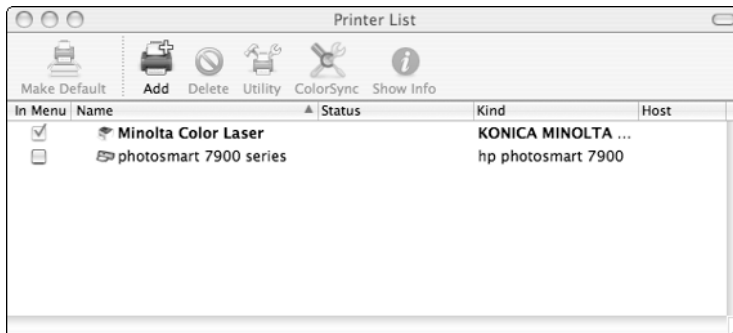 Printer List
Make Default Add Delete Utility ColorSync Show Info
In Menu Name Status Kind Host
Minolta Color Laser KONICA MINOLTA ...
photosmart 7900 series hp photosmart 7900